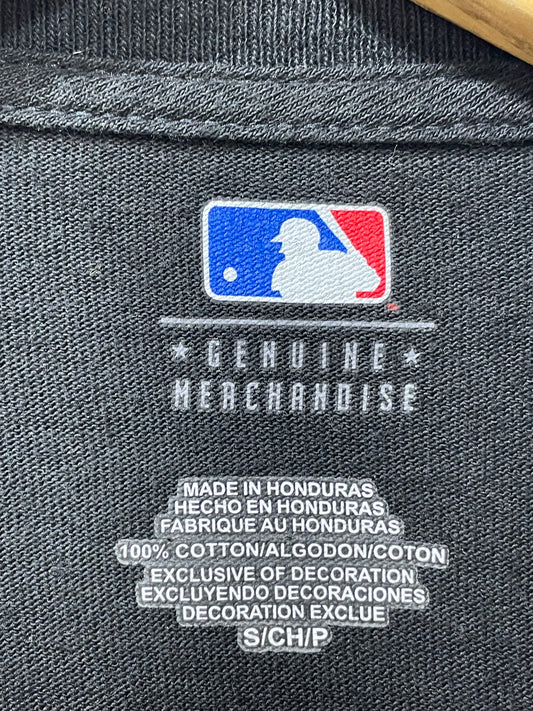 GENUINE
MERCHANDISE
MADE IN HONDURAS
HECHO EN HONDURAS
FABRIQUE AU HONDURAS
100% COTTON/ALGODON/COTON
EXCLUSIVE OF DECORATION
EXCLUYENDO DECORACIONES
DECORATION EXCLUE
S/CH/P